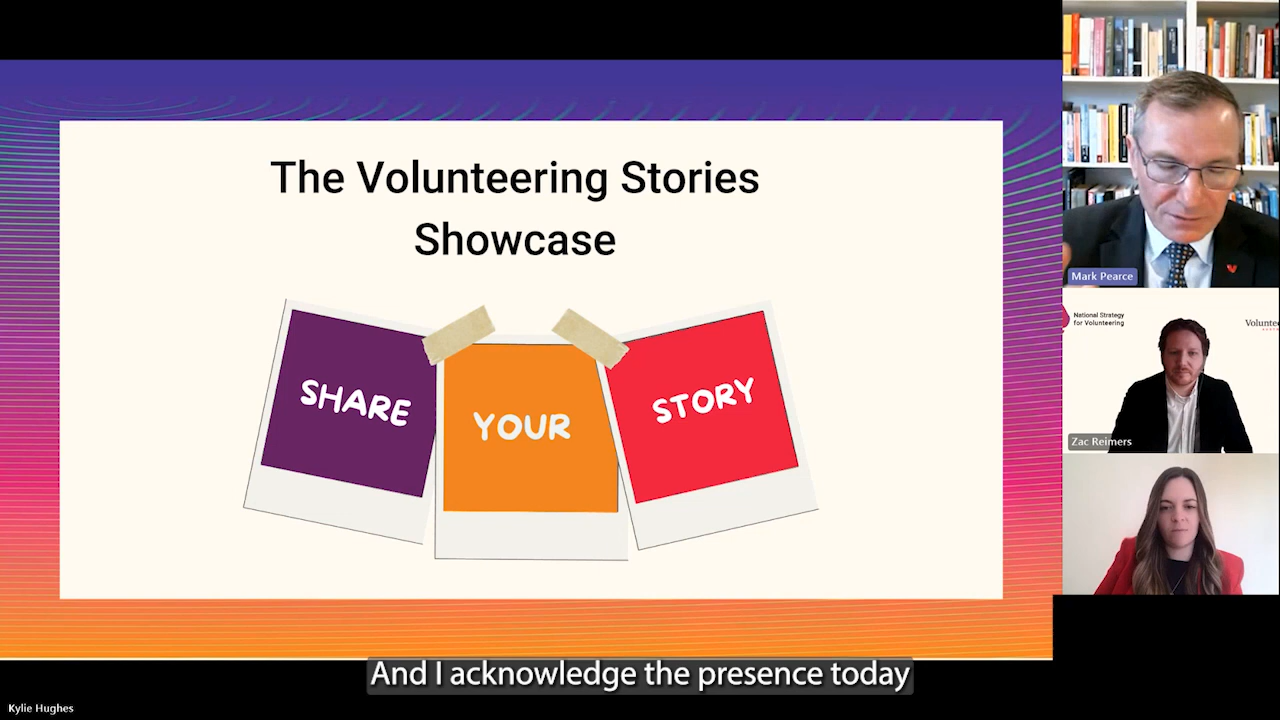 The Volunteering Stories
Showcase
SHARE
YOUR
STORY
Mark Pearce
National Strategy
for Volunteering
Zac Reimers
And I acknowledge the presence today
Kylie Hughes